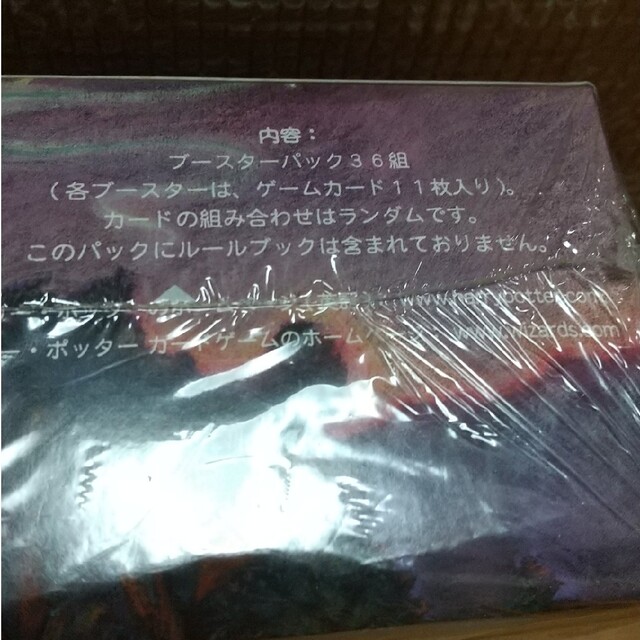 内容：
ブースターパック３６組
（各ブースターは、ゲームカード１１枚入り）。
カードの組み合わせはランダムです。
このパックにルールブックは含まれておりません。
www.harrypotter.com
・ポッター カードゲームのホーム www.wizards.com